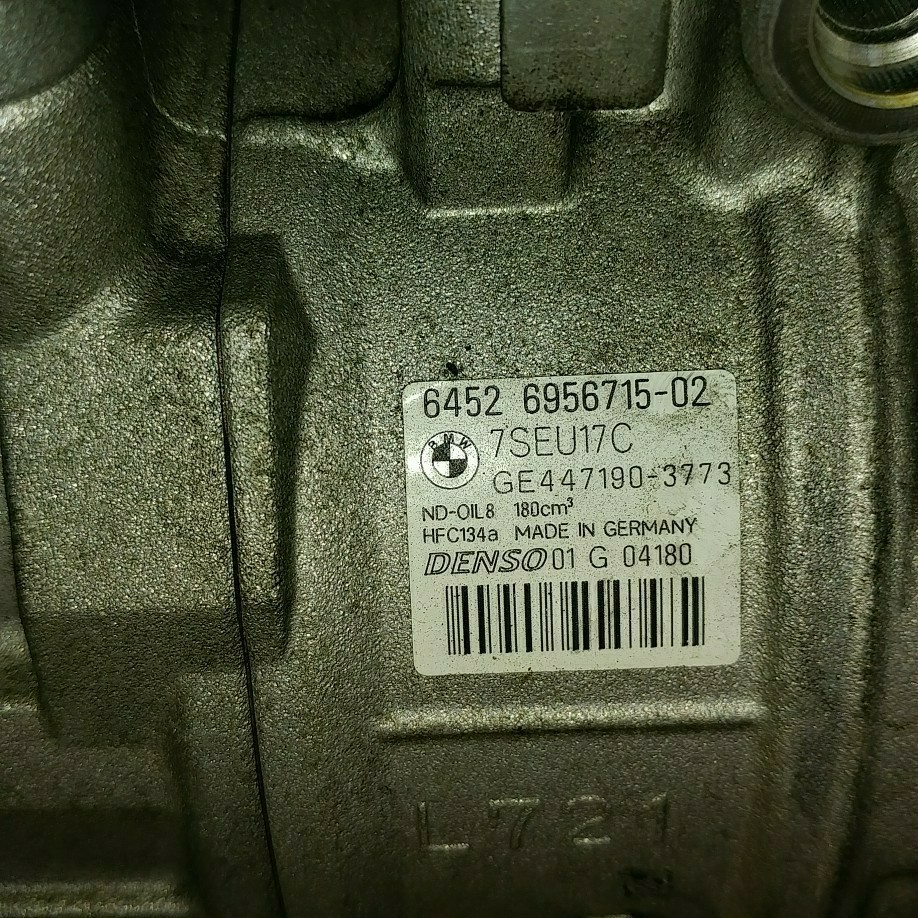 6452 6956715-02
BMW
7SEU17C
GE447190-3773
ND-OIL8 180cm³
HFC134a MADE IN GERMANY
DENSO 01 G 04180
L721